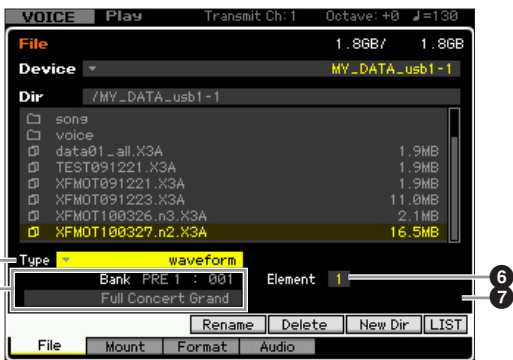 VOICE Play Transmit Ch:1 Octave:+0 ♩=130
File 1.8GB/ 1.8GB
Device MY_DATA_usb1-1
Dir /MY_DATA_usb1-1
song
voice
data01_all.X3A 1.9MB
TEST091221.X3A 1.9MB
XFMOT091221.X3A 1.9MB
XFMOT091223.X3A 11.0MB
XFMOT100326.n3.X3A 2.1MB
XFMOT100327.n2.X3A 16.5MB
Type waveform
Bank PRE 1 : 001 Element 1 6
Full Concert Grand 7
Rename Delete New Dir LIST
File Mount Format Audio